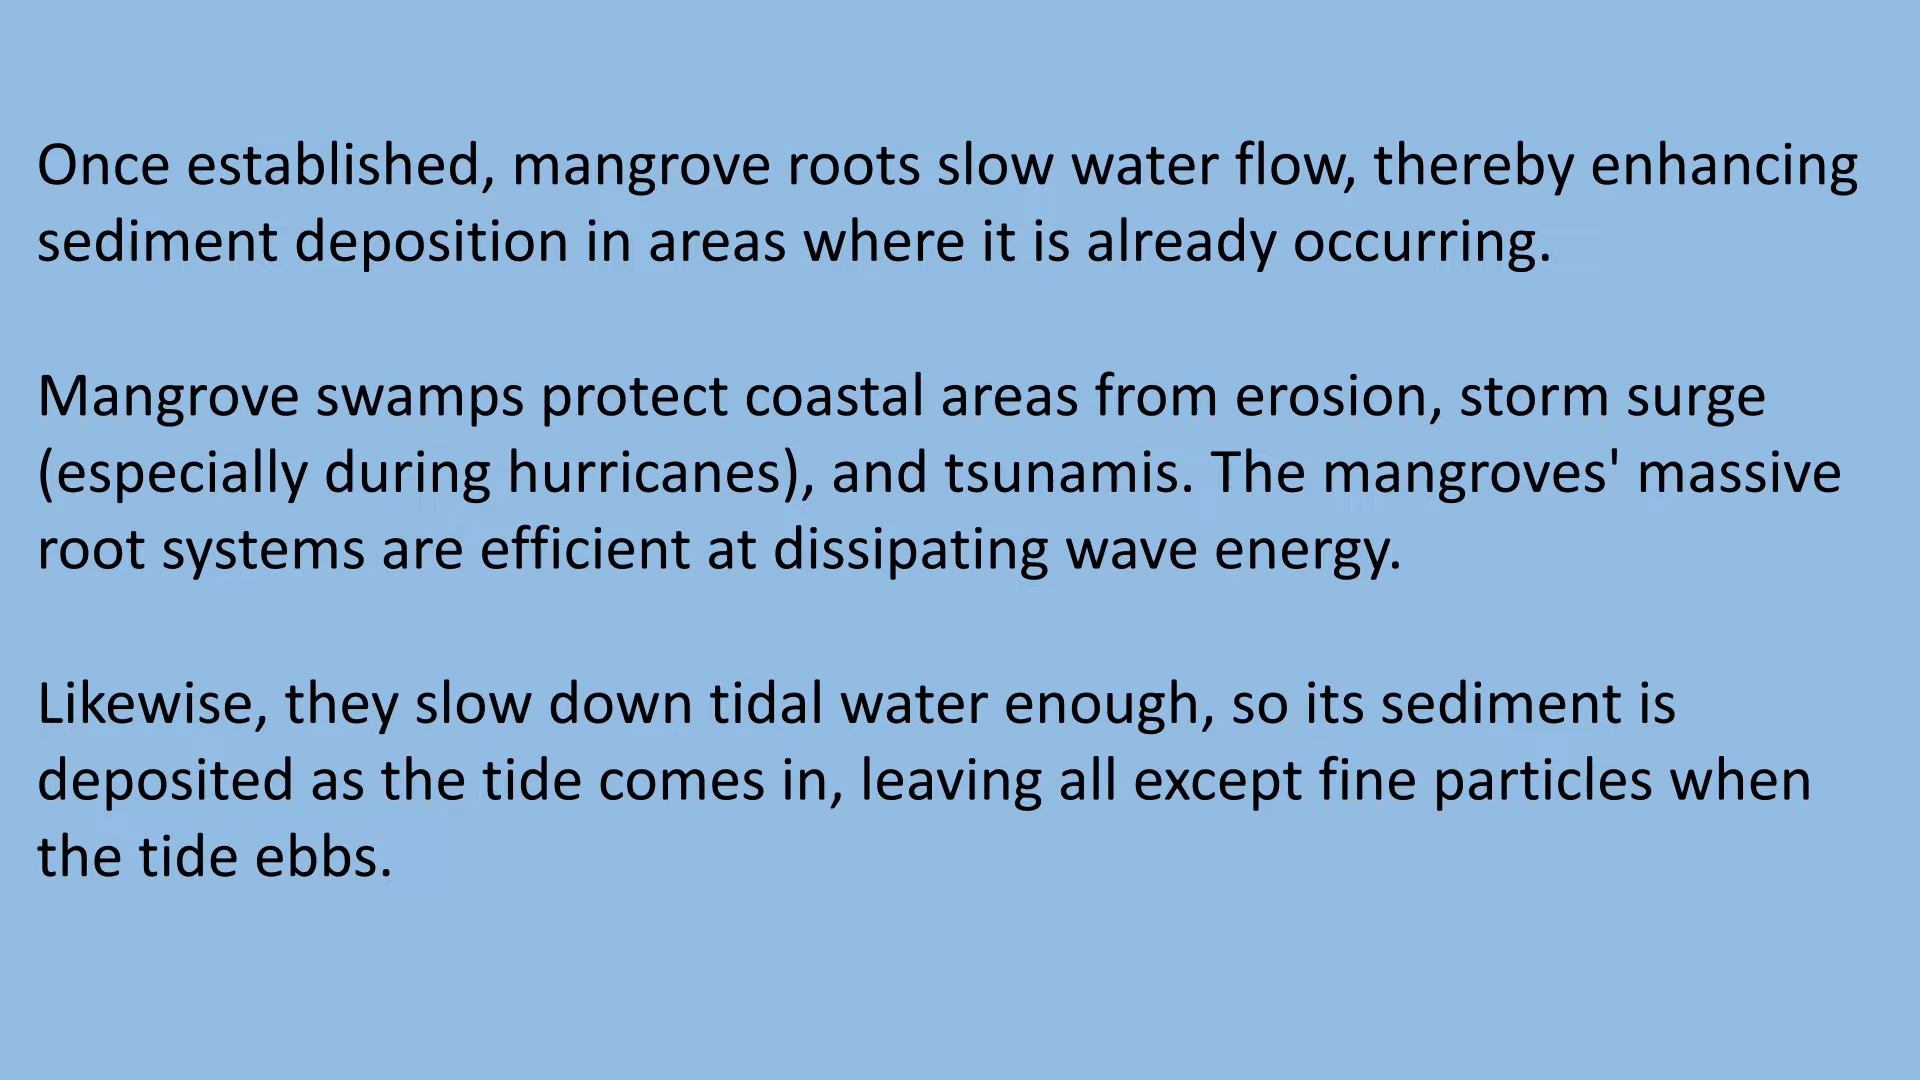 Once established, mangrove roots slow water flow, thereby enhancing
sediment deposition in areas where it is already occurring.
Mangrove swamps protect coastal areas from erosion, storm surge
(especially during hurricanes), and tsunamis. The mangroves' massive
root systems are efficient at dissipating wave energy.
Likewise, they slow down tidal water enough, so its sediment is
deposited as the tide comes in, leaving all except fine particles when
the tide ebbs.